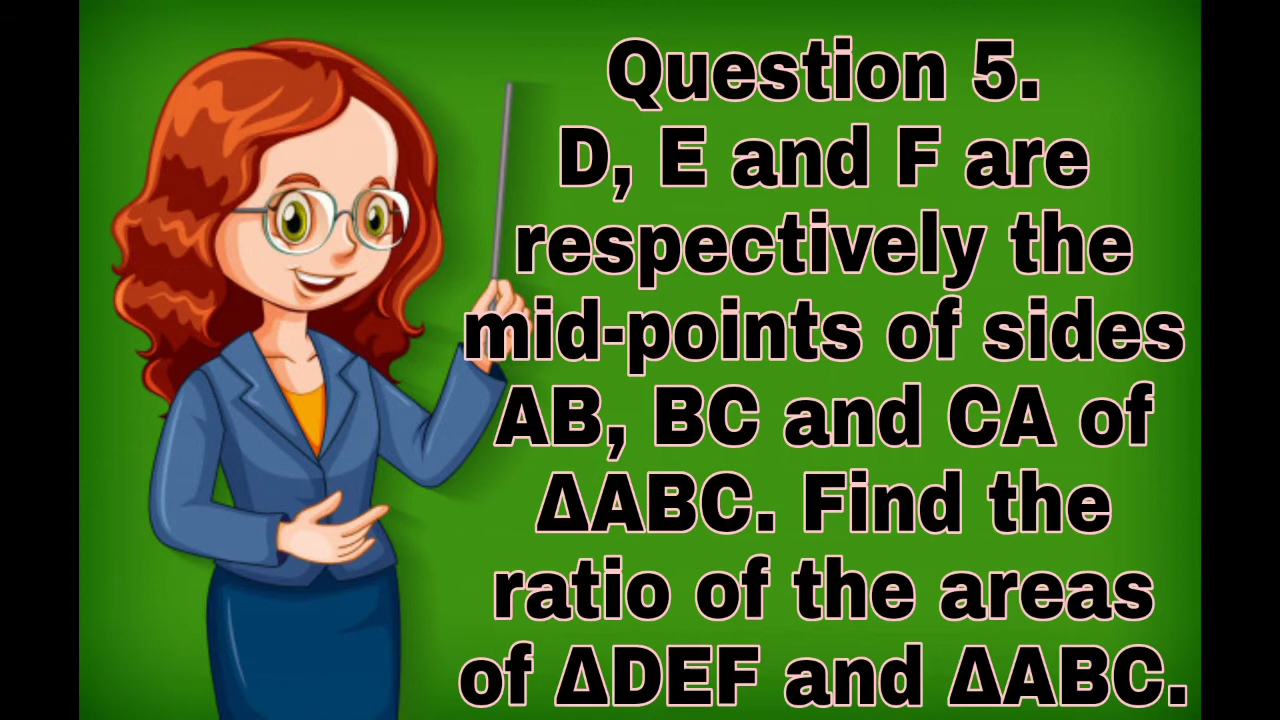 Question 5.
D, E and F are
respectively the
mid-points of sides
AB, BC and CA of
ΔABC. Find the
ratio of the areas
of ΔDEF and ΔABC.